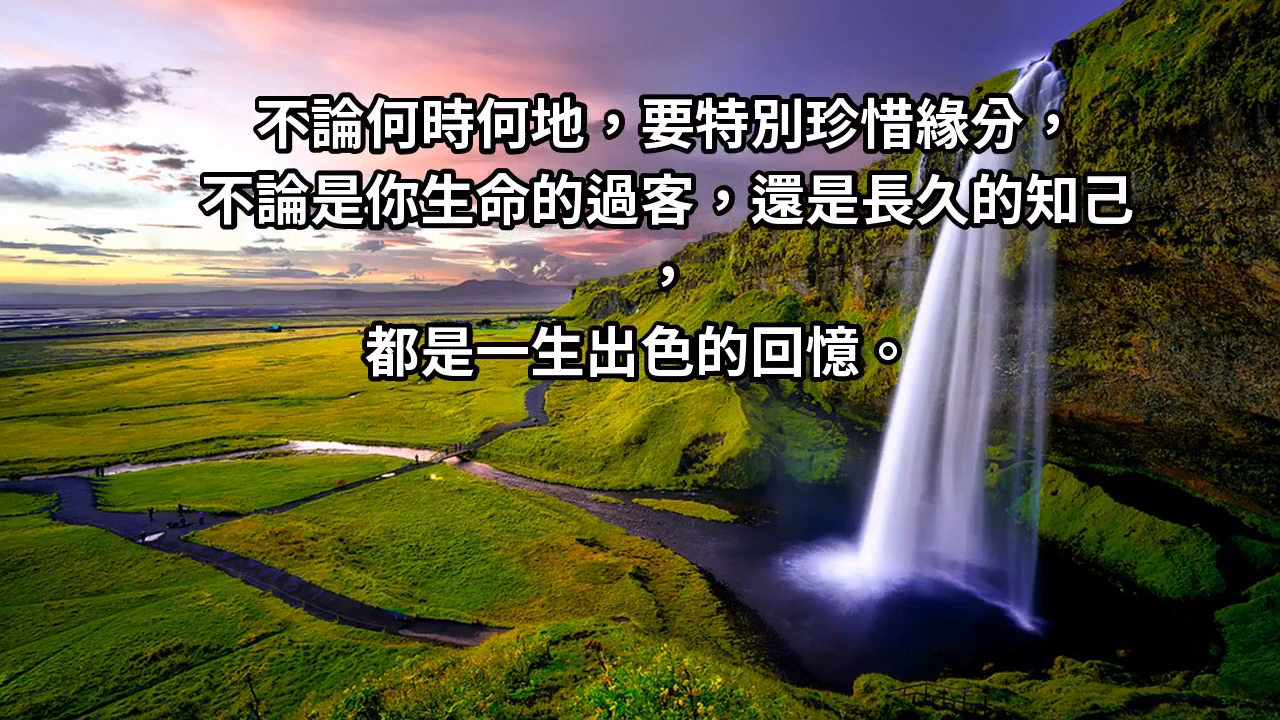 不論何時何地，要特別珍惜緣分，
不論是你生命的過客，還是長久的知己
，
都是一生出色的回憶。